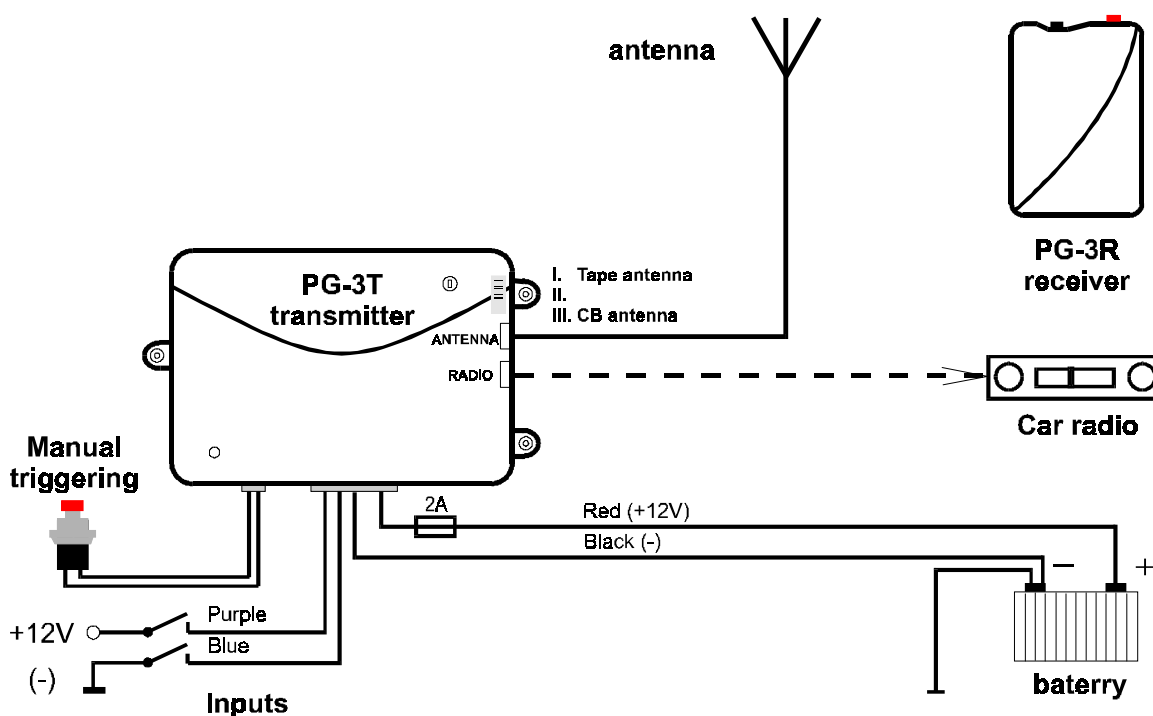 antenna
PG-3R
receiver
PG-3T
transmitter
I. Tape antenna
II.
III. CB antenna
ANTENNA
RADIO
Car radio
Manual
triggering
2A
Red (+12V)
Black (-)
Purple
+12V
Blue
(-)
Inputs
– +
baterry